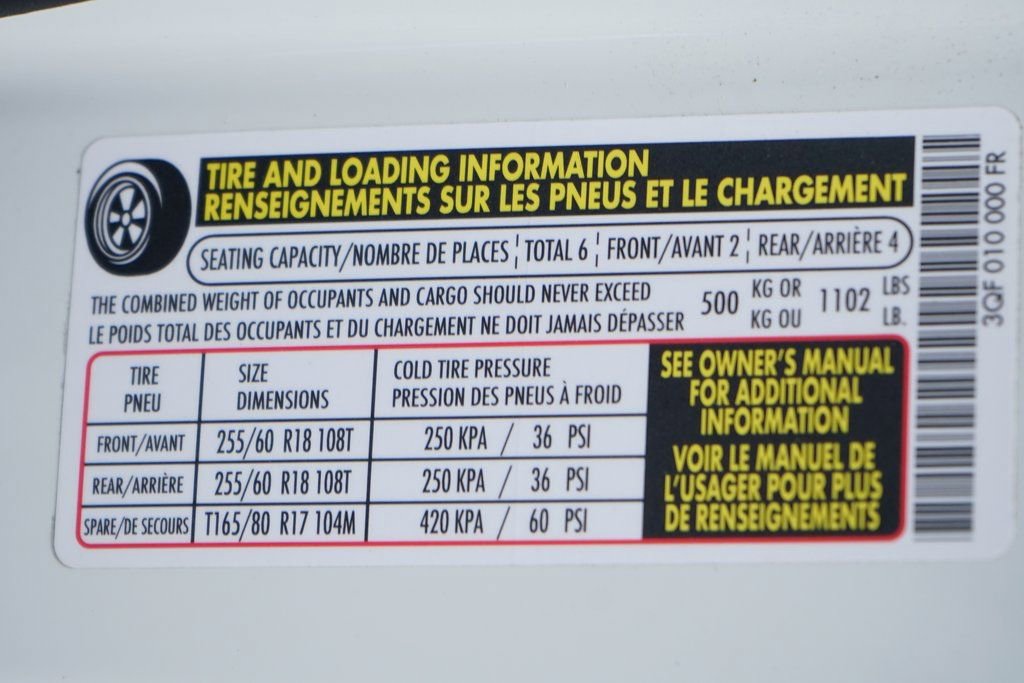 TIRE AND LOADING INFORMATION
RENSEIGNEMENTS SUR LES PNEUS ET LE CHARGEMENT
SEATING CAPACITY/NOMBRE DE PLACES ¦ TOTAL 6 ¦ FRONT/AVANT 2 ¦ REAR/ARRIÈRE 4
THE COMBINED WEIGHT OF OCCUPANTS AND CARGO SHOULD NEVER EXCEED
LE POIDS TOTAL DES OCCUPANTS ET DU CHARGEMENT NE DOIT JAMAIS DÉPASSER
500 KG OR 1102 LBS
KG OU LB.
TIRE SIZE COLD TIRE PRESSURE
PNEU DIMENSIONS PRESSION DES PNEUS À FROID
FRONT/AVANT 255/60 R18 108T 250 KPA / 36 PSI
REAR/ARRIÈRE 255/60 R18 108T 250 KPA / 36 PSI
SPARE/DE SECOURS T165/80 R17 104M 420 KPA / 60 PSI
SEE OWNER'S MANUAL
FOR ADDITIONAL
INFORMATION
VOIR LE MANUEL DE
L'USAGER POUR PLUS
DE RENSEIGNEMENTS
3QF 010 000 FR